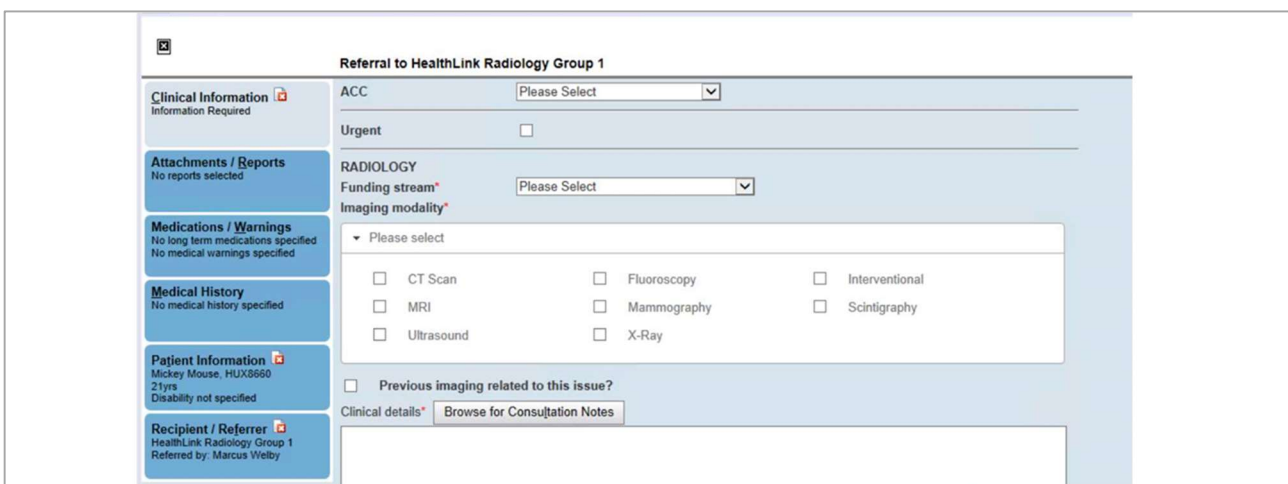 Referral to HealthLink Radiology Group 1
Clinical Information
Information Required
Attachments / Reports
No reports selected
Medications / Warnings
No long term medications specified
No medical warnings specified
Medical History
No medical history specified
Patient Information
Mickey Mouse, HUX8660
21yrs
Disability not specified
Recipient / Referrer
HealthLink Radiology Group 1
Referred by: Marcus Welby
ACC Please Select
Urgent
RADIOLOGY
Funding stream* Please Select
Imaging modality*
Please select
CT Scan Fluoroscopy Interventional
MRI Mammography Scintigraphy
Ultrasound X-Ray
Previous imaging related to this issue?
Clinical details* Browse for Consultation Notes